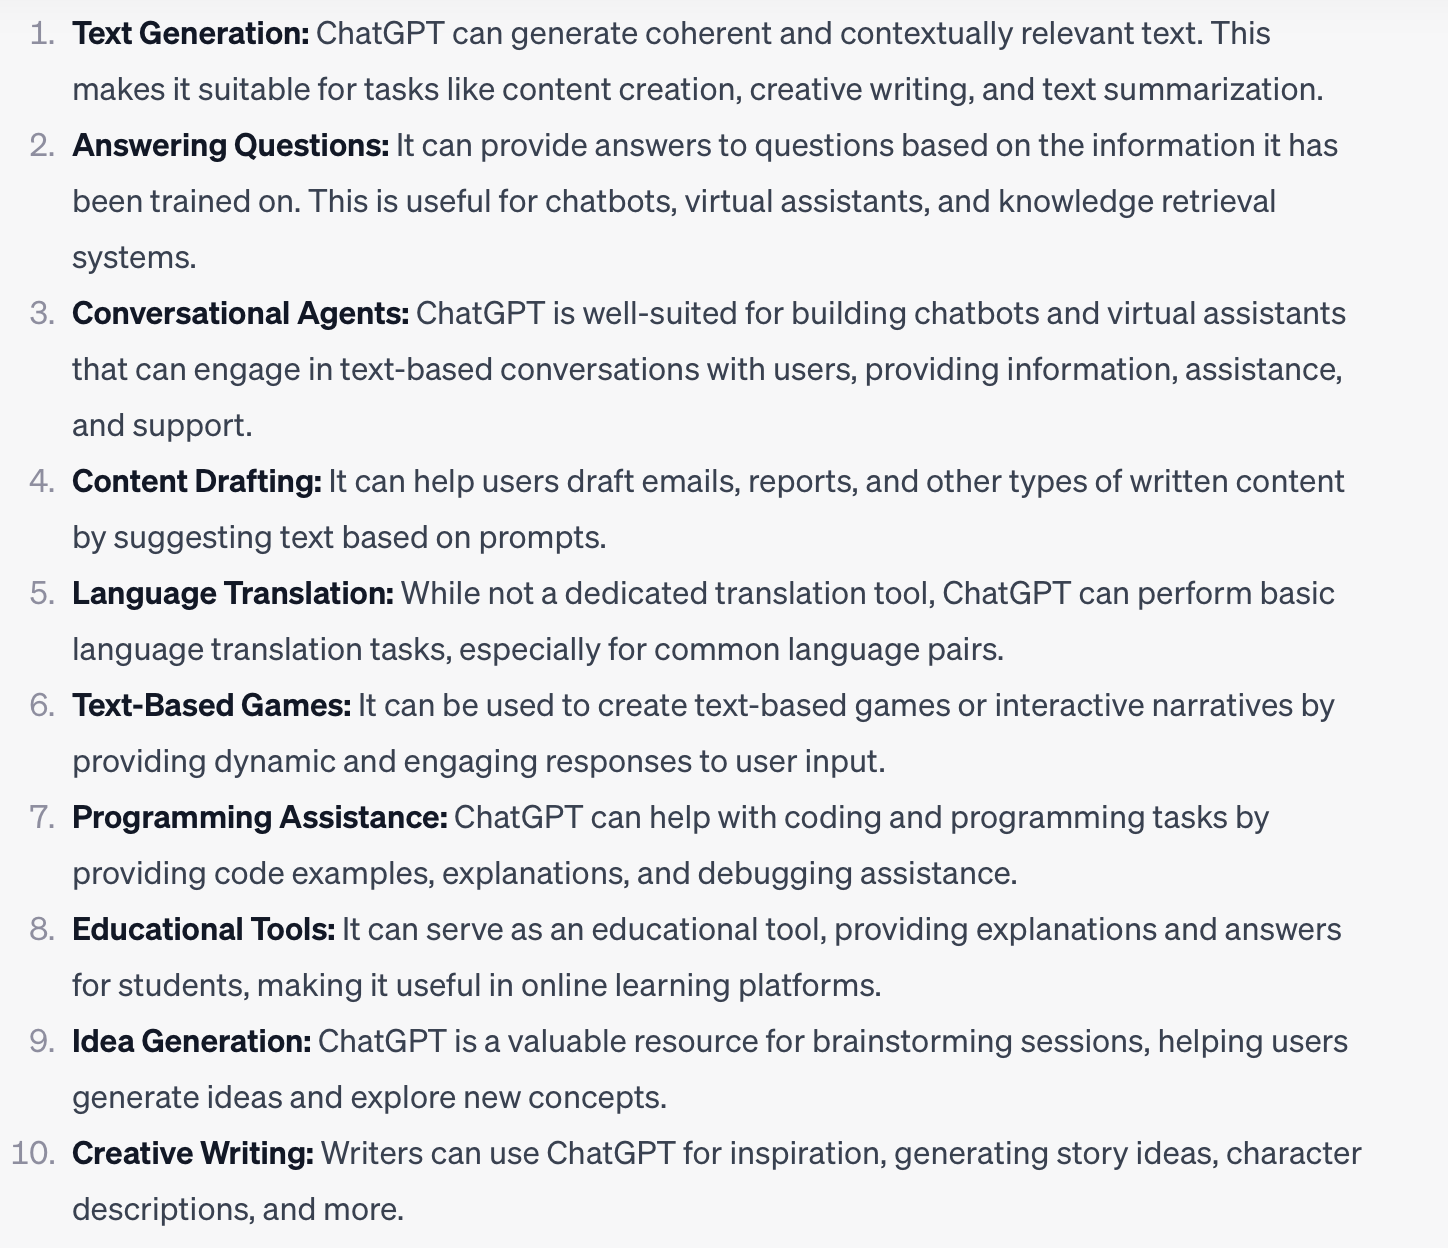 1. Text Generation: ChatGPT can generate coherent and contextually relevant text. This
makes it suitable for tasks like content creation, creative writing, and text summarization.
2. Answering Questions: It can provide answers to questions based on the information it has
been trained on. This is useful for chatbots, virtual assistants, and knowledge retrieval
systems.
3. Conversational Agents: ChatGPT is well-suited for building chatbots and virtual assistants
that can engage in text-based conversations with users, providing information, assistance,
and support.
4. Content Drafting: It can help users draft emails, reports, and other types of written content
by suggesting text based on prompts.
5. Language Translation: While not a dedicated translation tool, ChatGPT can perform basic
language translation tasks, especially for common language pairs.
6. Text-Based Games: It can be used to create text-based games or interactive narratives by
providing dynamic and engaging responses to user input.
7. Programming Assistance: ChatGPT can help with coding and programming tasks by
providing code examples, explanations, and debugging assistance.
8. Educational Tools: It can serve as an educational tool, providing explanations and answers
for students, making it useful in online learning platforms.
9. Idea Generation: ChatGPT is a valuable resource for brainstorming sessions, helping users
generate ideas and explore new concepts.
10. Creative Writing: Writers can use ChatGPT for inspiration, generating story ideas, character
descriptions, and more.